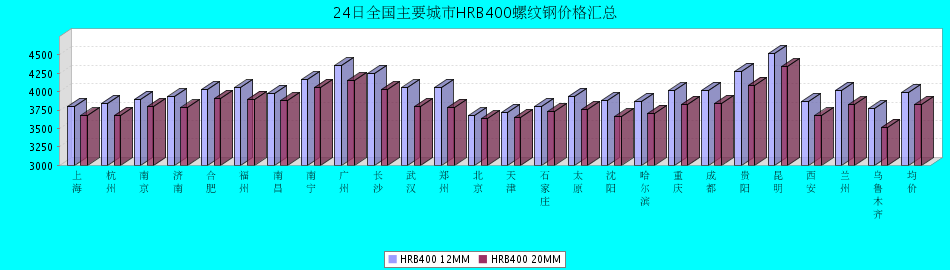 24日全国主要城市HRB400螺纹钢价格汇总
4500
4250
4000
3750
3500
3250
3000
上海 杭州 南京 济南 合肥 福州 南昌 南宁 广州 长沙 武汉 郑州 北京 天津 石家庄 太原 沈阳 哈尔滨 重庆 成都 贵阳 昆明 西安 兰州 乌鲁木齐 均价
HRB400 12MM HRB400 20MM